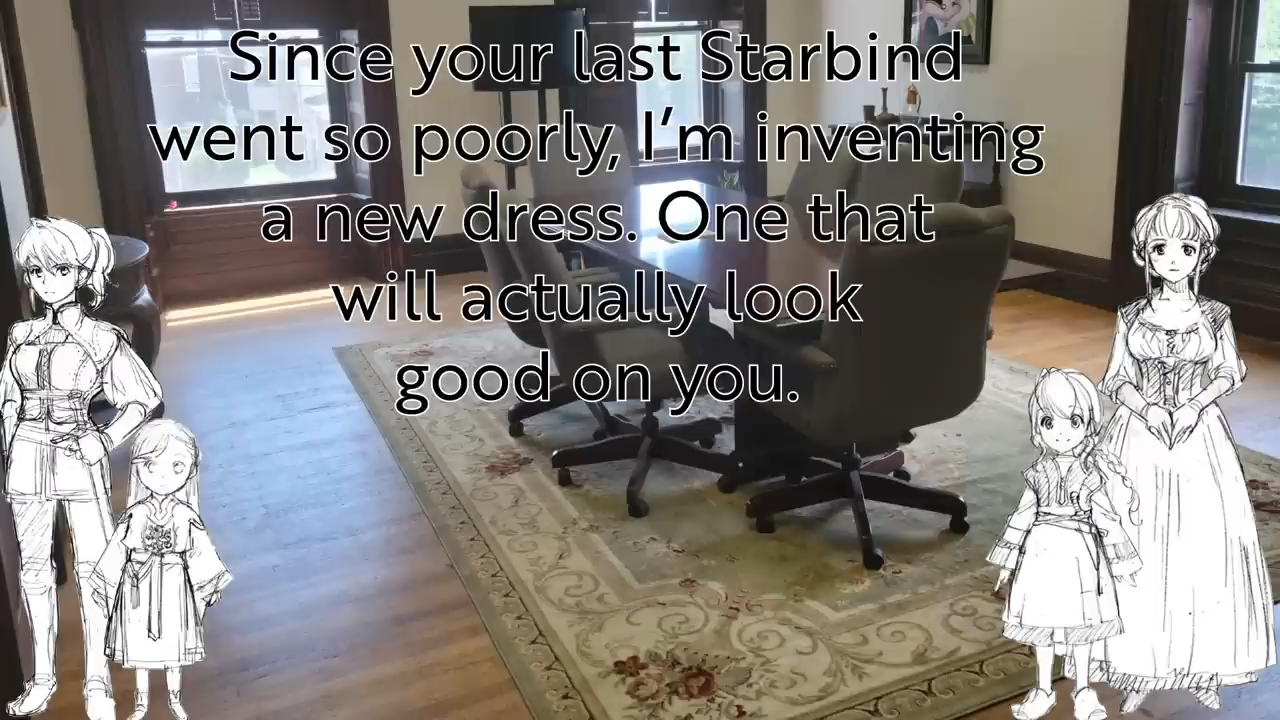 Since your last Starbind
went so poorly, I'm inventing
a new dress. One that
will actually look
good on you.